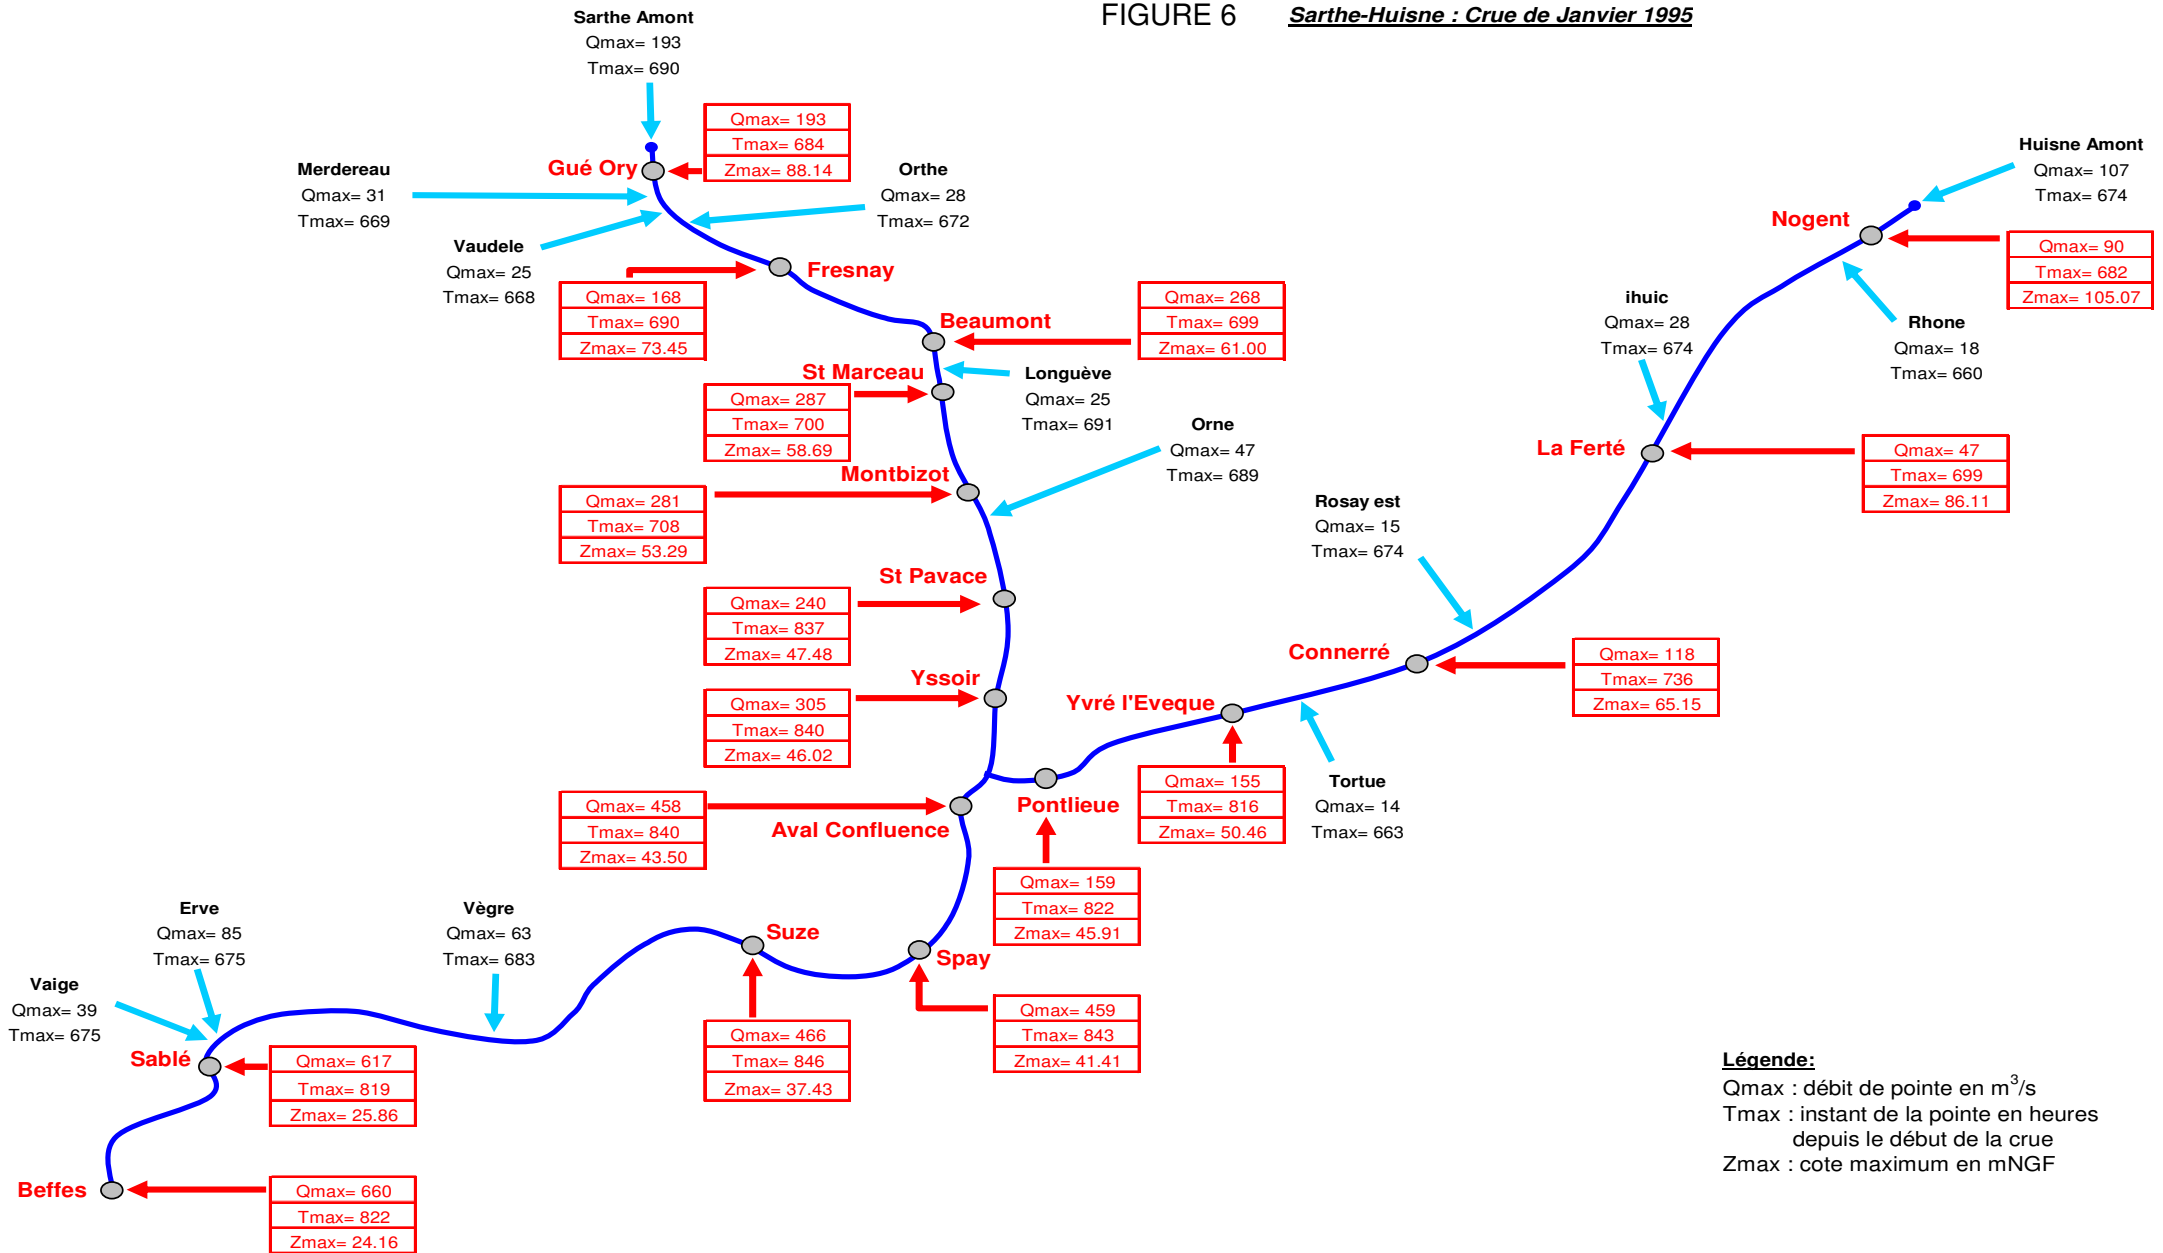 FIGURE 6
Sarthe-Huisne : Crue de Janvier 1995
Sarthe Amont
Qmax= 193
Tmax= 690
Qmax= 193
Tmax= 684
Zmax= 88.14
Gué Ory
Merdereau
Qmax= 31
Tmax= 669
Orthe
Qmax= 28
Tmax= 672
Vaudele
Qmax= 25
Tmax= 668
Fresnay
Qmax= 168
Tmax= 690
Zmax= 73.45
Beaumont
Qmax= 268
Tmax= 699
Zmax= 61.00
St Marceau
Qmax= 287
Tmax= 700
Zmax= 58.69
Longuève
Qmax= 25
Tmax= 691
Orne
Qmax= 47
Tmax= 689
Montbizot
Qmax= 281
Tmax= 708
Zmax= 53.29
St Pavace
Qmax= 240
Tmax= 837
Zmax= 47.48
Yssoir
Qmax= 305
Tmax= 840
Zmax= 46.02
Huisne Amont
Qmax= 107
Tmax= 674
Nogent
Qmax= 90
Tmax= 682
Zmax= 105.07
ihuic
Qmax= 28
Tmax= 674
Rhone
Qmax= 18
Tmax= 660
La Ferté
Qmax= 47
Tmax= 699
Zmax= 86.11
Rosay est
Qmax= 15
Tmax= 674
Connerré
Qmax= 118
Tmax= 736
Zmax= 65.15
Yvré l'Eveque
Qmax= 155
Tmax= 816
Zmax= 50.46
Tortue
Qmax= 14
Tmax= 663
Pontlieue
Qmax= 159
Tmax= 822
Zmax= 45.91
Aval Confluence
Qmax= 458
Tmax= 840
Zmax= 43.50
Spay
Qmax= 459
Tmax= 843
Zmax= 41.41
Suze
Qmax= 466
Tmax= 846
Zmax= 37.43
Vègre
Qmax= 63
Tmax= 683
Erve
Qmax= 85
Tmax= 675
Vaige
Qmax= 39
Tmax= 675
Sablé
Qmax= 617
Tmax= 819
Zmax= 25.86
Beffes
Qmax= 660
Tmax= 822
Zmax= 24.16
Légende:
Qmax : débit de pointe en m³/s
Tmax : instant de la pointe en heures
depuis le début de la crue
Zmax : cote maximum en mNGF